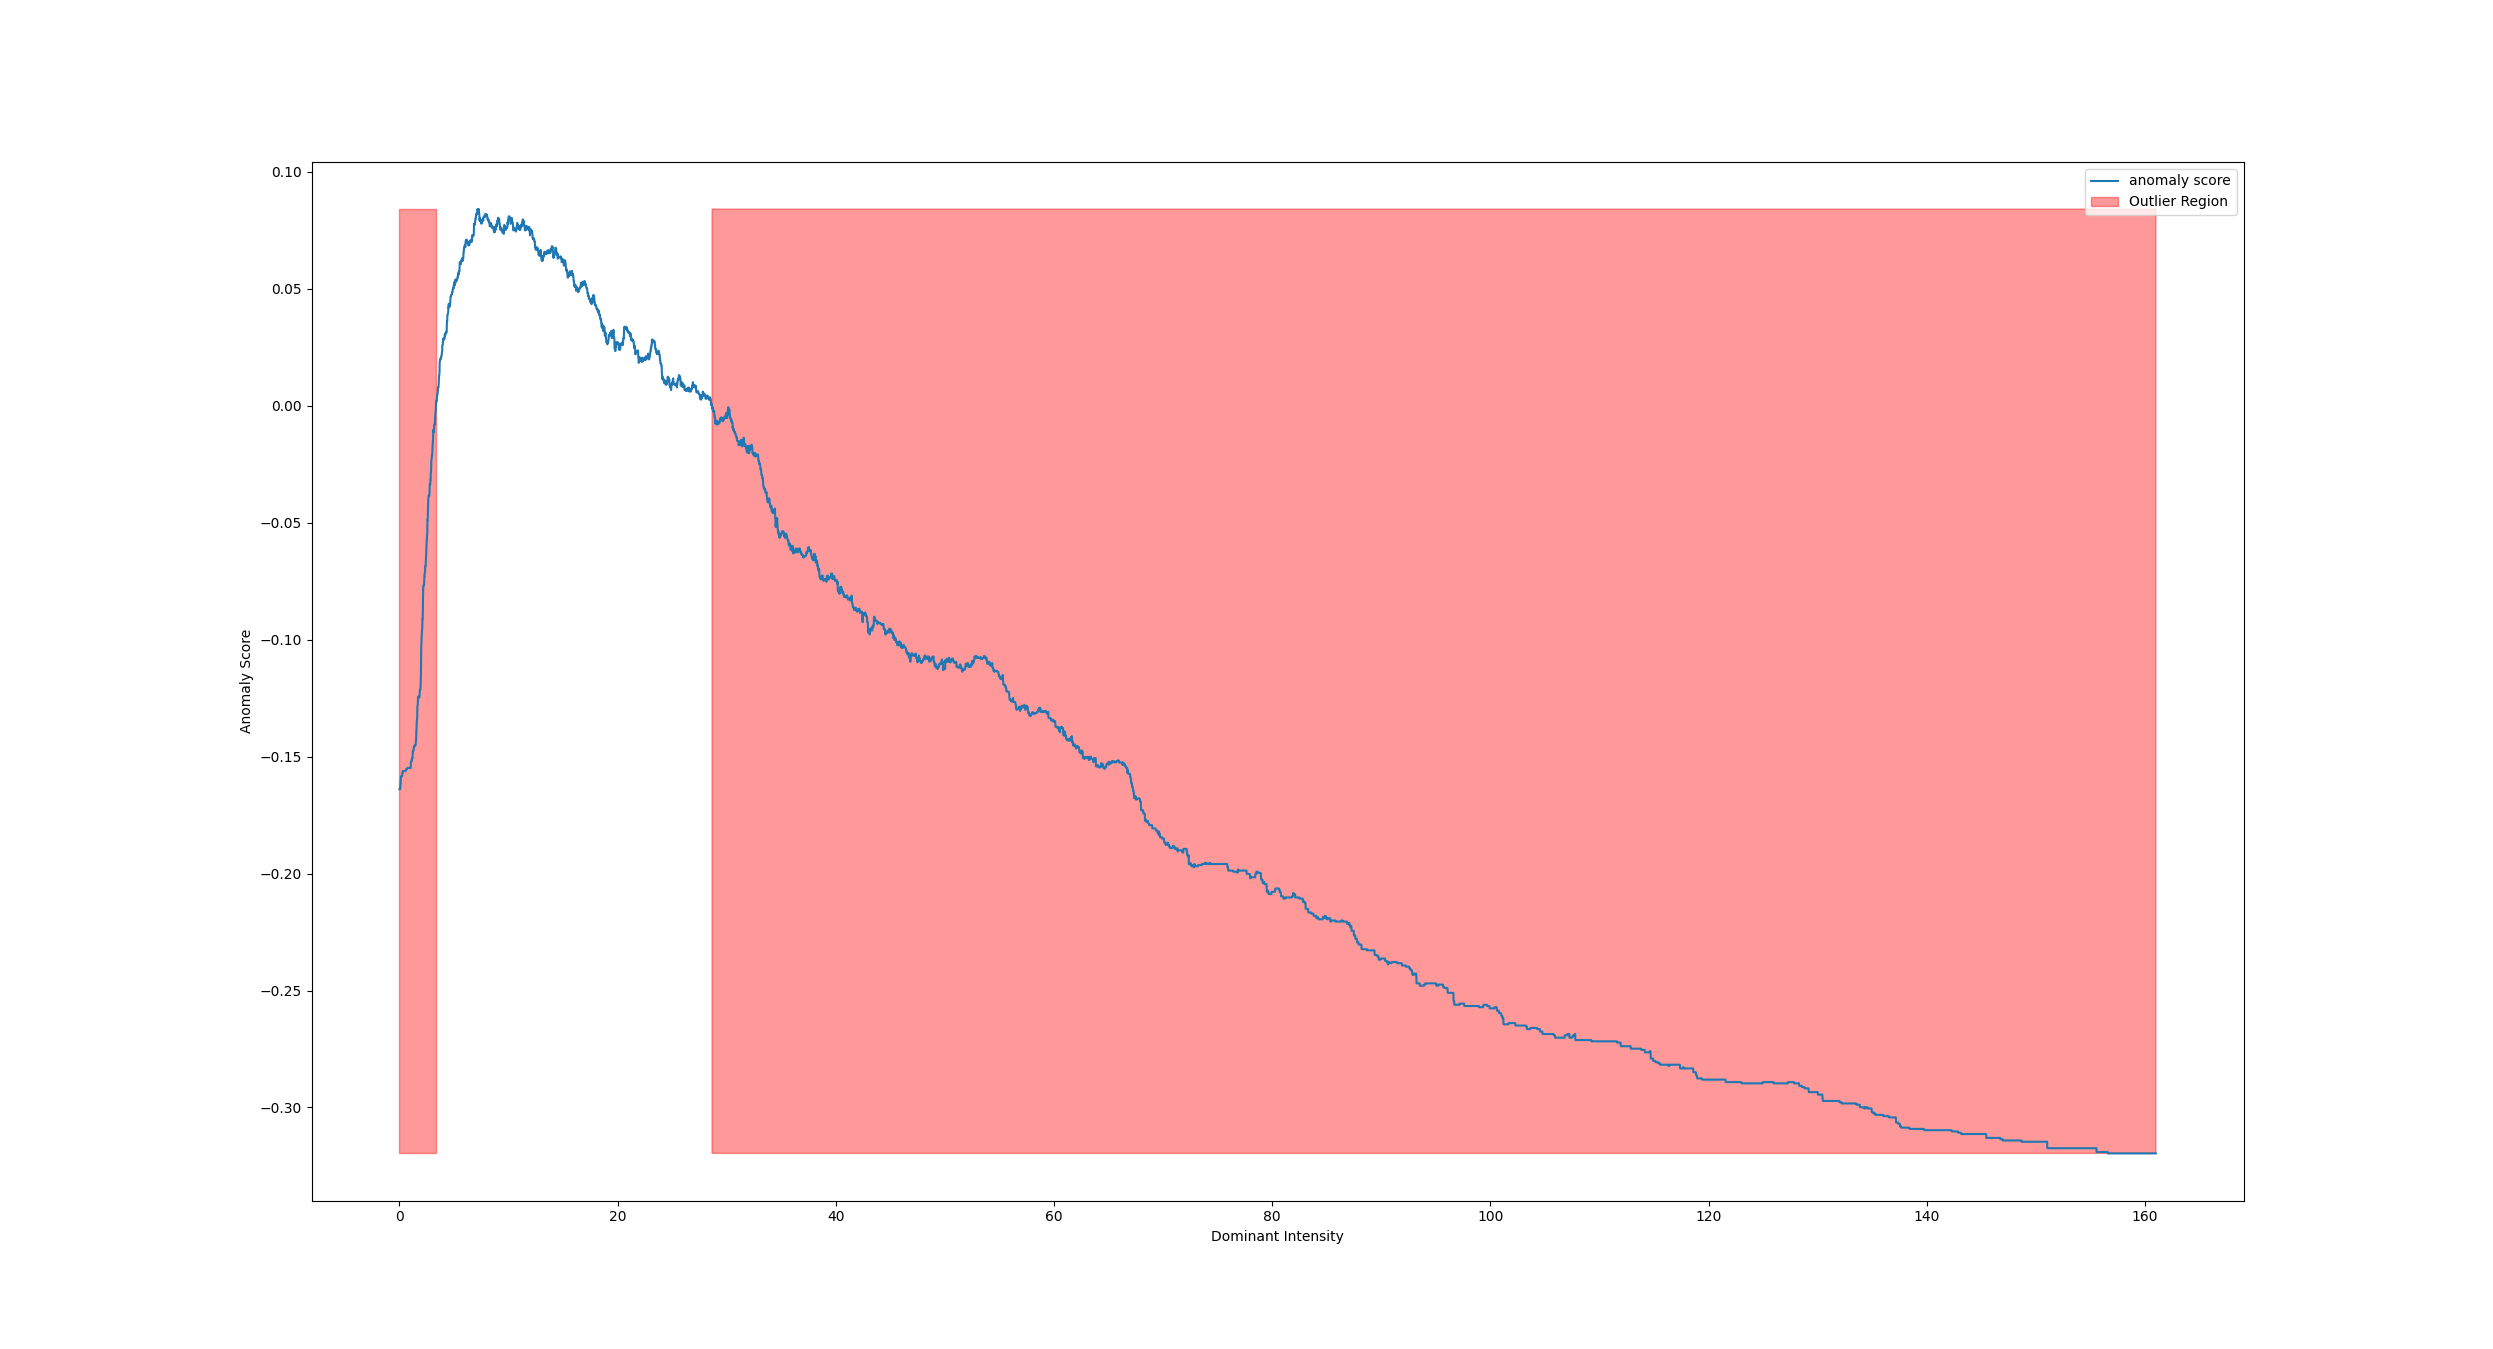 anomaly score
Outlier Region
0.10
0.05
0.00
−0.05
−0.10
−0.15
−0.20
−0.25
−0.30
Anomaly Score
0 20 40 60 80 100 120 140 160
Dominant Intensity